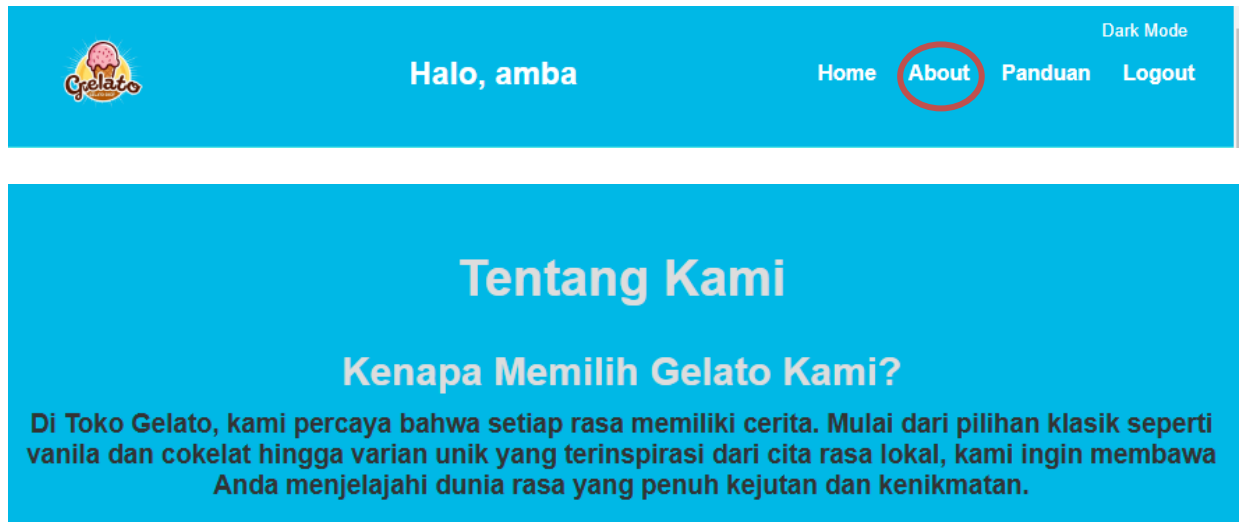 Dark Mode
Gelato
Halo, amba
Home About Panduan Logout
Tentang Kami
Kenapa Memilih Gelato Kami?
Di Toko Gelato, kami percaya bahwa setiap rasa memiliki cerita. Mulai dari pilihan klasik seperti
vanila dan cokelat hingga varian unik yang terinspirasi dari cita rasa lokal, kami ingin membawa
Anda menjelajahi dunia rasa yang penuh kejutan dan kenikmatan.